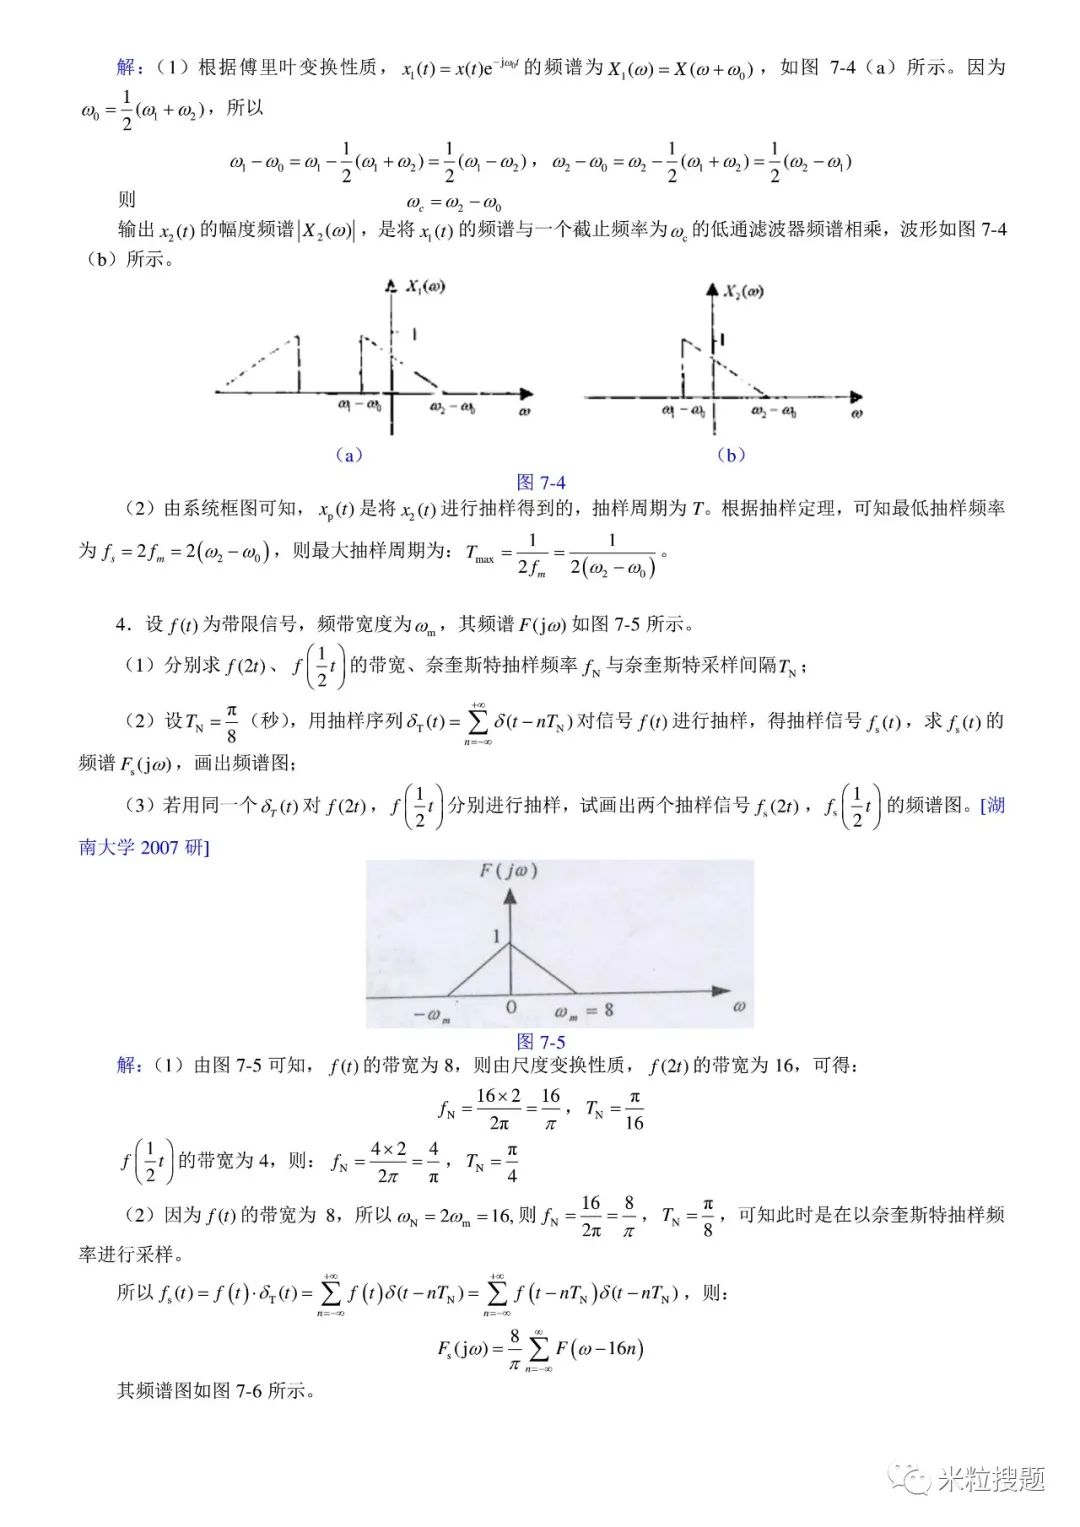 解:（1）根据傅里叶变换性质，x₁(t) = x(t)e^{-jω₀t} 的频谱为 X₁(ω) = X(ω + ω₀)，如图 7-4（a）所示。因为
ω₀ = 1/2(ω₁ + ω₂)，所以
ω₁ − ω₀ = ω₁ − 1/2(ω₁ + ω₂) = 1/2(ω₁ − ω₂)，ω₂ − ω₀ = ω₂ − 1/2(ω₁ + ω₂) = 1/2(ω₂ − ω₁)
则 ω_c = ω₂ − ω₀
输出 x₂(t) 的幅度频谱 |X₂(ω)|，是将 x₁(t) 的频谱与一个截止频率为 ω_c 的低通滤波器频谱相乘，波形如图 7-4
（b）所示。
X₁(ω)
1
ω₁ − ω₀ ω₂ − ω₀ ω
X₂(ω)
1
ω₁ − ω₀ ω₂ − ω₀ ω
（a） （b）
图 7-4
（2）由系统框图可知，x_p(t) 是将 x₂(t) 进行抽样得到的，抽样周期为 T。根据抽样定理，可知最低抽样频率
为 f_s = 2f_m = 2(ω₂ − ω₀)，则最大抽样周期为：T_max = 1/(2f_m) = 1/(2(ω₂ − ω₀))。
4．设 f(t) 为带限信号，频带宽度为 ω_m，其频谱 F(jω) 如图 7-5 所示。
（1）分别求 f(2t)、f(1/2 t) 的带宽、奈奎斯特抽样频率 f_N 与奈奎斯特采样间隔T_N；
（2）设 T_N = π/8（秒），用抽样序列 δ_T(t) = ∑_{n=−∞}^{+∞} δ(t − nT_N) 对信号 f(t) 进行抽样，得抽样信号 f_s(t)，求 f_s(t) 的
频谱 F_s(jω)，画出频谱图；
（3）若用同一个 δ_T(t) 对 f(2t)，f(1/2 t) 分别进行抽样，试画出两个抽样信号 f_s(2t)，f_s(1/2 t) 的频谱图。[湖
南大学 2007 研]
F(jω)
1
−ω_m 0 ω_m = 8 ω
图 7-5
解:（1）由图 7-5 可知，f(t) 的带宽为 8，则由尺度变换性质，f(2t) 的带宽为 16，可得：
f_N = 16×2/2π = 16/π，T_N = π/16
f(1/2 t) 的带宽为 4，则：f_N = 4×2/2π = 4/π，T_N = π/4
（2）因为 f(t) 的带宽为 8，所以 ω_N = 2ω_m = 16, 则 f_N = 16/2π = 8/π，T_N = π/8，可知此时是在以奈奎斯特抽样频
率进行采样。
所以 f_s(t) = f(t)·δ_T(t) = ∑_{n=−∞}^{+∞} f(t)δ(t − nT_N) = ∑_{n=−∞}^{+∞} f(t − nT_N)δ(t − nT_N)，则：
F_s(jω) = 8/π ∑_{n=−∞}^{∞} F(ω − 16n)
其频谱图如图 7-6 所示。
米粒搜题